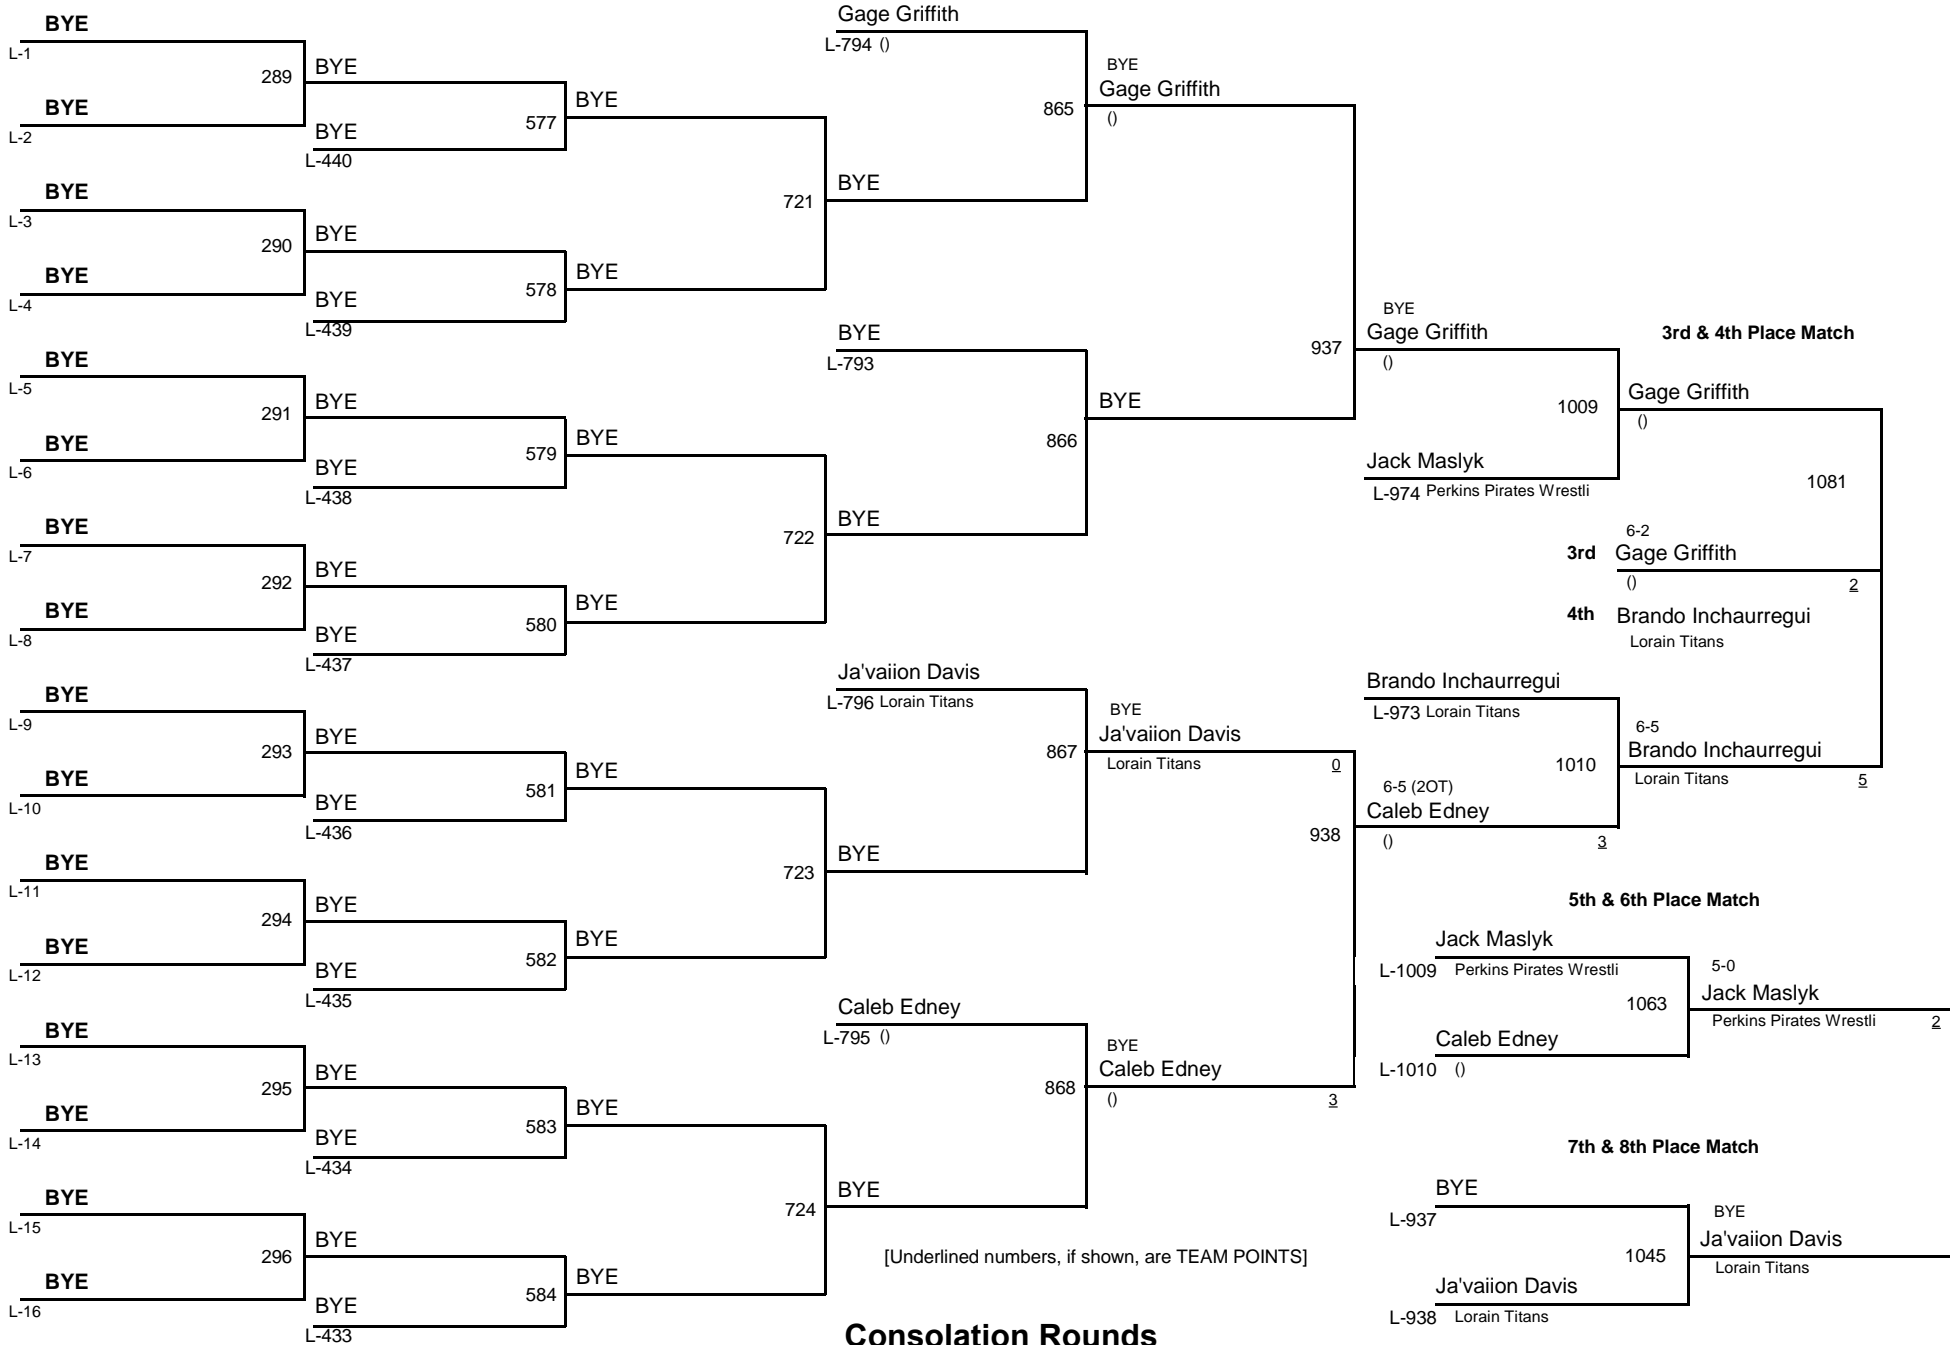 BYE
L-1
289
BYE
L-2
BYE
L-3
290
BYE
L-4
BYE
L-5
291
BYE
L-6
BYE
L-7
292
BYE
L-8
BYE
L-9
293
BYE
L-10
BYE
L-11
294
BYE
L-12
BYE
L-13
295
BYE
L-14
BYE
L-15
296
BYE
L-16
BYE
577
BYE
L-440
BYE
578
BYE
L-439
BYE
579
BYE
L-438
BYE
580
BYE
L-437
BYE
581
BYE
L-436
BYE
582
BYE
L-435
BYE
583
BYE
L-434
BYE
584
BYE
L-433
BYE
721
BYE
BYE
722
BYE
BYE
723
BYE
BYE
724
BYE
Gage Griffith
L-794 ()
865
BYE
BYE
L-793
866
BYE
Ja'vaiion Davis
L-796 Lorain Titans
867
BYE
Caleb Edney
L-795 ()
868
BYE
BYE
Gage Griffith
()
937
BYE
BYE
Ja'vaiion Davis
Lorain Titans 0
938
BYE
Caleb Edney
() 3
BYE
Gage Griffith
()
1009
Jack Maslyk
L-974 Perkins Pirates Wrestli
Brando Inchaurregui
L-973 Lorain Titans
1010
6-5 (2OT)
Caleb Edney
() 3
3rd & 4th Place Match
Gage Griffith
()
1081
6-2
3rd Gage Griffith
() 2
4th Brando Inchaurregui
Lorain Titans
6-5
Brando Inchaurregui
Lorain Titans 5
5th & 6th Place Match
Jack Maslyk
L-1009 Perkins Pirates Wrestli
1063
Caleb Edney
L-1010 ()
5-0
Jack Maslyk
Perkins Pirates Wrestli 2
7th & 8th Place Match
BYE
L-937
1045
Ja'vaiion Davis
L-938 Lorain Titans
BYE
Ja'vaiion Davis
Lorain Titans
[Underlined numbers, if shown, are TEAM POINTS]
Consolation Rounds